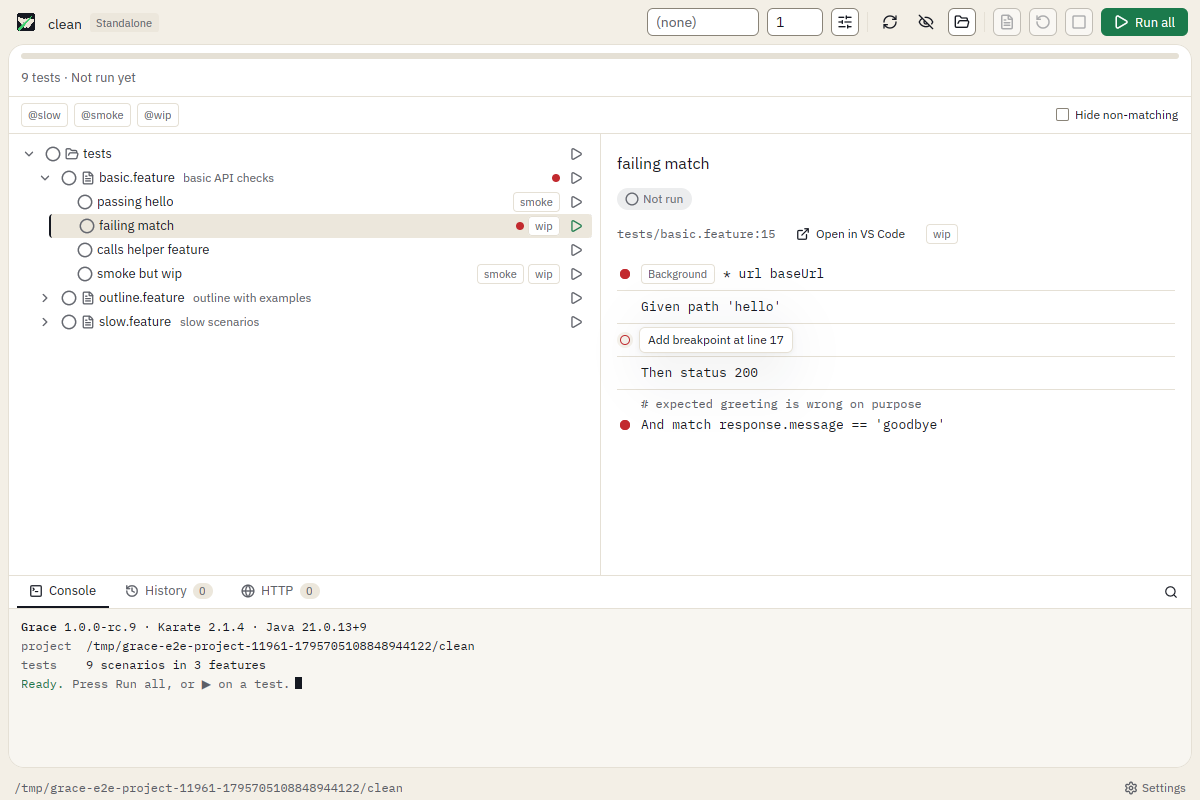 clean Standalone (none) 1 Run all
9 tests · Not run yet
@slow @smoke @wip Hide non-matching
tests
basic.feature basic API checks
passing hello smoke
failing match wip
calls helper feature
smoke but wip smoke wip
outline.feature outline with examples
slow.feature slow scenarios
failing match
Not run
tests/basic.feature:15 Open in VS Code wip
Background * url baseUrl
Given path 'hello'
Add breakpoint at line 17
Then status 200
# expected greeting is wrong on purpose
And match response.message == 'goodbye'
Console History 0 HTTP 0
Grace 1.0.0-rc.9 · Karate 2.1.4 · Java 21.0.13+9
project /tmp/grace-e2e-project-11961-1795705108848944122/clean
tests 9 scenarios in 3 features
Ready. Press Run all, or ▶ on a test.
/tmp/grace-e2e-project-11961-1795705108848944122/clean Settings